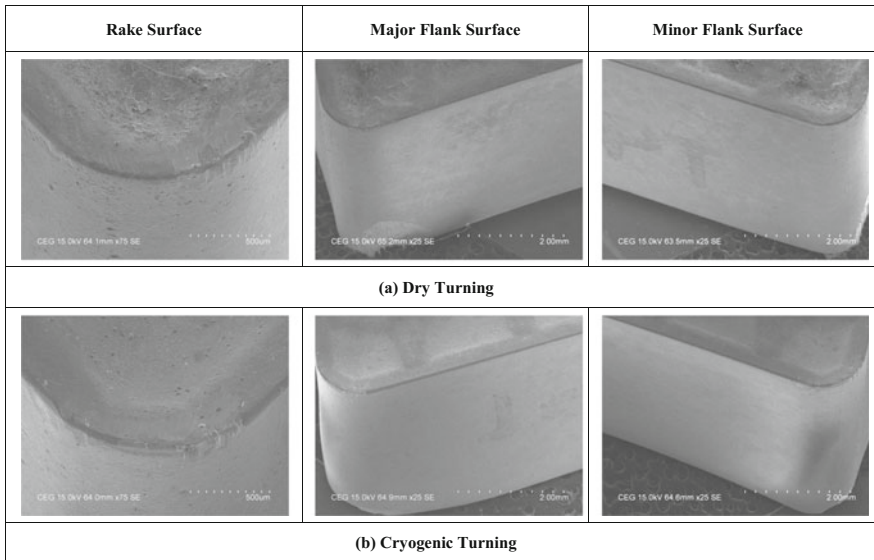 Rake Surface
Major Flank Surface
Minor Flank Surface
CEG 15.0kV 64.1mm x75 SE 500um
CEG 15.0kV 65.2mm x25 SE 2.00mm
CEG 15.0kV 63.5mm x25 SE 2.00mm
(a) Dry Turning
CEG 15.0kV 64.0mm x75 SE 500um
CEG 15.0kV 64.9mm x25 SE 2.00mm
CEG 15.0kV 64.6mm x25 SE 2.00mm
(b) Cryogenic Turning